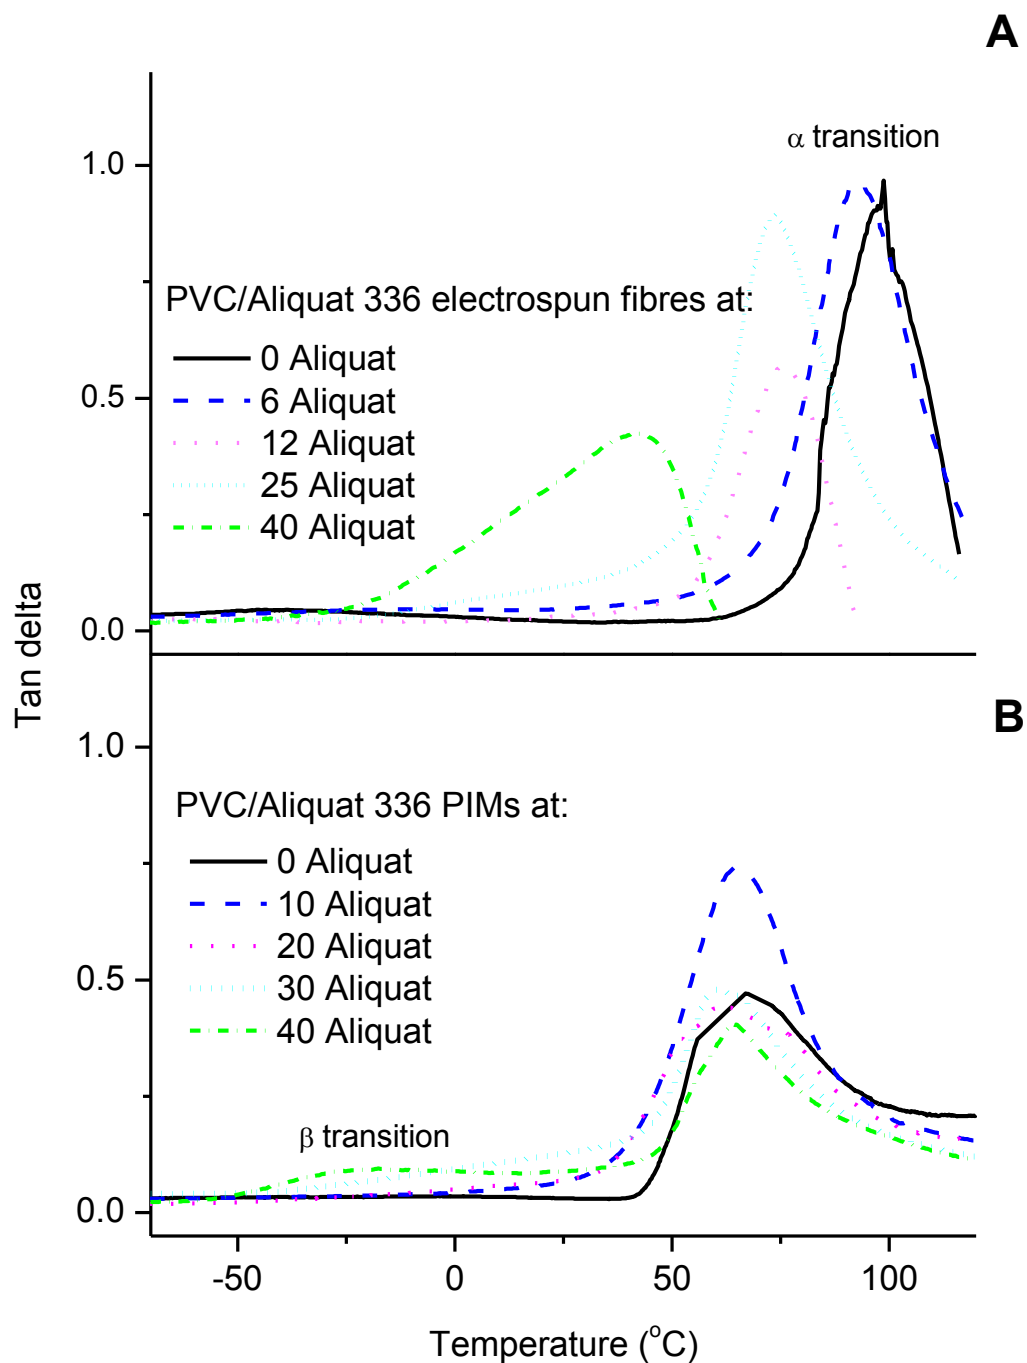 A
α transition
1.0
PVC/Aliquat 336 electrospun fibres at:
0 Aliquat
6 Aliquat
0.5
12 Aliquat
25 Aliquat
40 Aliquat
0.0
Tan delta
B
1.0
PVC/Aliquat 336 PIMs at:
0 Aliquat
10 Aliquat
20 Aliquat
0.5
30 Aliquat
40 Aliquat
β transition
0.0
-50 0 50 100
Temperature (°C)